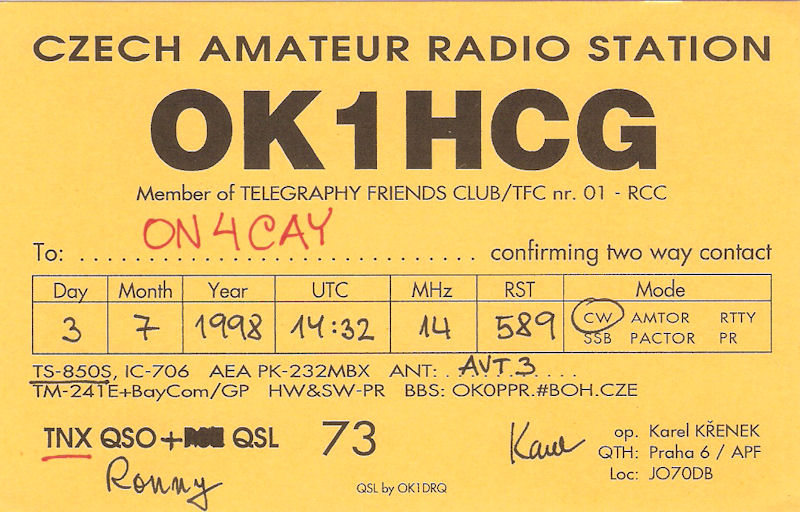 CZECH AMATEUR RADIO STATION
OK1HCG
Member of TELEGRAPHY FRIENDS CLUB/TFC nr. 01 - RCC
To: ON4CAY confirming two way contact
Day Month Year UTC MHz RST Mode
3 7 1998 14:32 14 589 CW AMTOR RTTY
SSB PACTOR PR
TS-850S, IC-706 AEA PK-232MBX ANT: AVT 3
TM-241E+BayCom/GP HW&SW-PR BBS: OK0PPR.#BOH.CZE
TNX QSO + QSL 73 Karel op. Karel KŘENEK
QTH: Praha 6 / APF
Ronny Loc: JO70DB
QSL by OK1DRQ